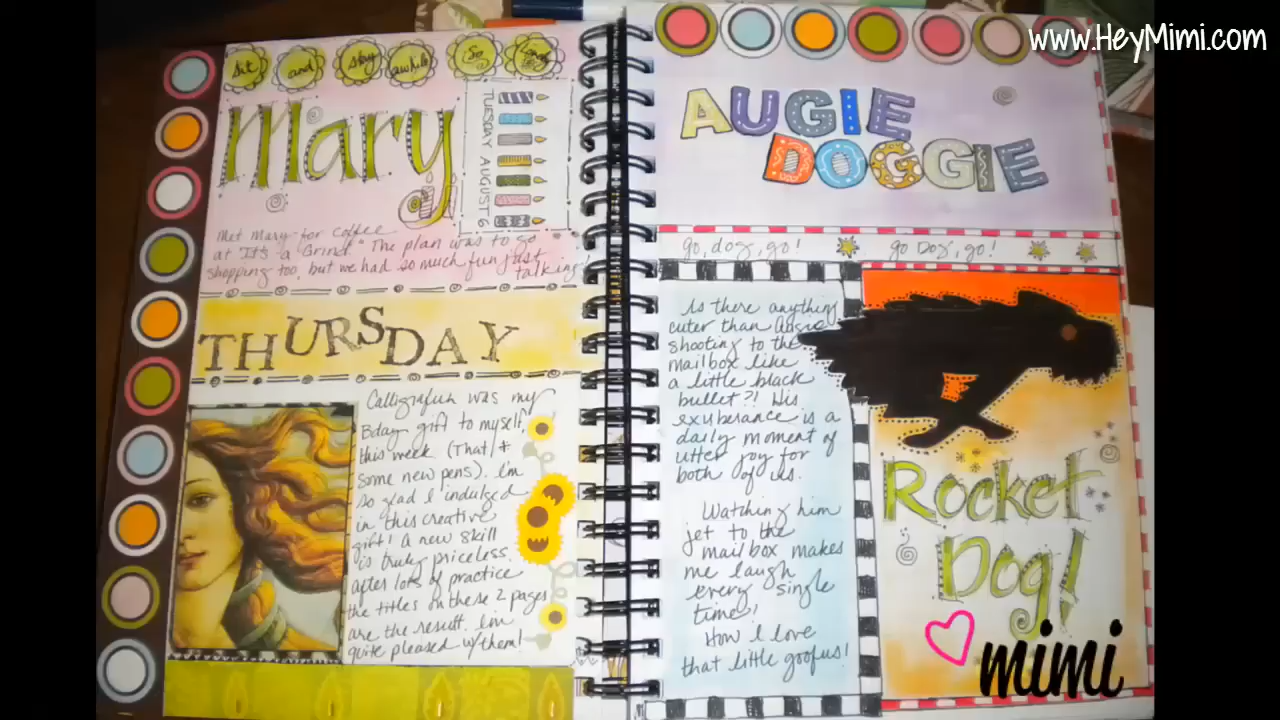 www.HeyMimi.com
sit and stay awhile So Long
Mary
TUESDAY AUGUST 6
met Mary for coffee
at "It's a Grind" The plan was to go
shopping too, but we had so much fun just
talking!
THURSDAY
Calligrafun was my
Bday gift to myself
this week (That +
some new pens). I'm
so glad I indulged
in this creative
gift! A new skill
is truly priceless.
after lots of practice
the titles on these 2 pages
are the result. I'm
quite pleased w/them!
AUGIE
DOGGIE
go, dog, go! go Dog, go!
Is there anything
cuter than Augie
shooting to the
mailbox like
a little black
bullet?! His
exuberance is a
daily moment of
utter joy for
both of us.
Watching him
jet to the
mailbox makes
me laugh
every single
time!
How I love
that little goofus!
Rocket
Dog!
mimi